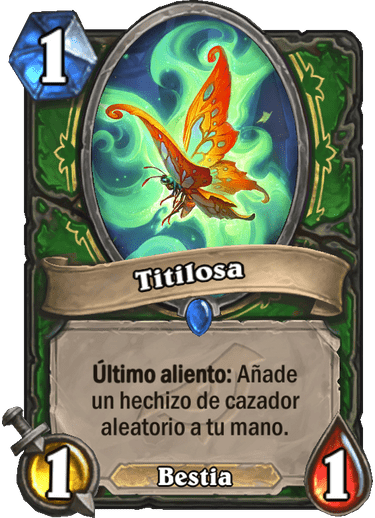 1
Titilosa
Último aliento: Añade
un hechizo de cazador
aleatorio a tu mano.
1
Bestia
1